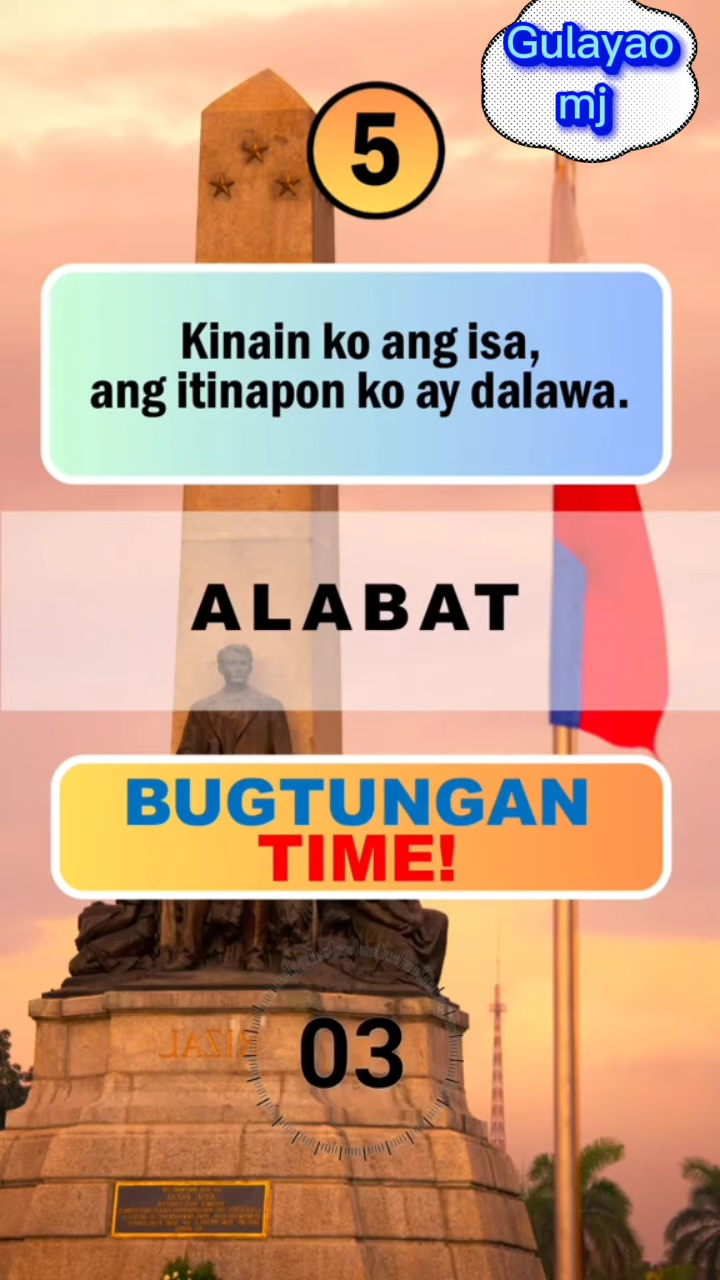 Gulayao
mj
5
Kinain ko ang isa,
ang itinapon ko ay dalawa.
ALABAT
BUGTUNGAN
TIME!
RIZAL
03